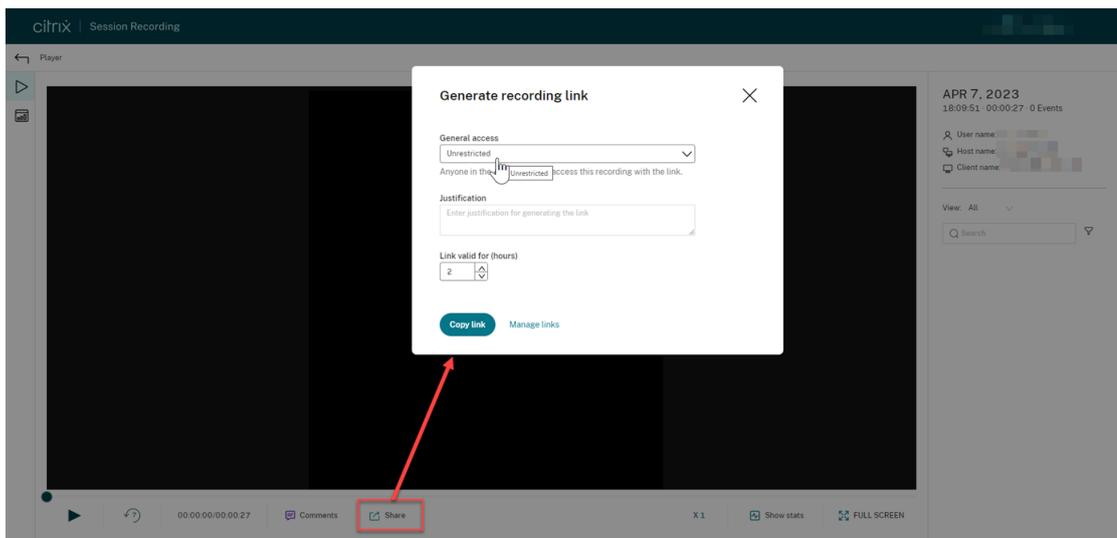 citrix | Session Recording
Player
Generate recording link
General access
Unrestricted
Unrestricted
Anyone in the access this recording with the link.
Justification
Enter justification for generating the link
Link valid for (hours)
2
Copy link Manage links
APR 7, 2023
18:09:51 · 00:00:27 · 0 Events
User name:
Host name:
Client name:
View: All
Search
00:00:00/00:00:27
Comments
Share
X 1
Show stats
FULL SCREEN